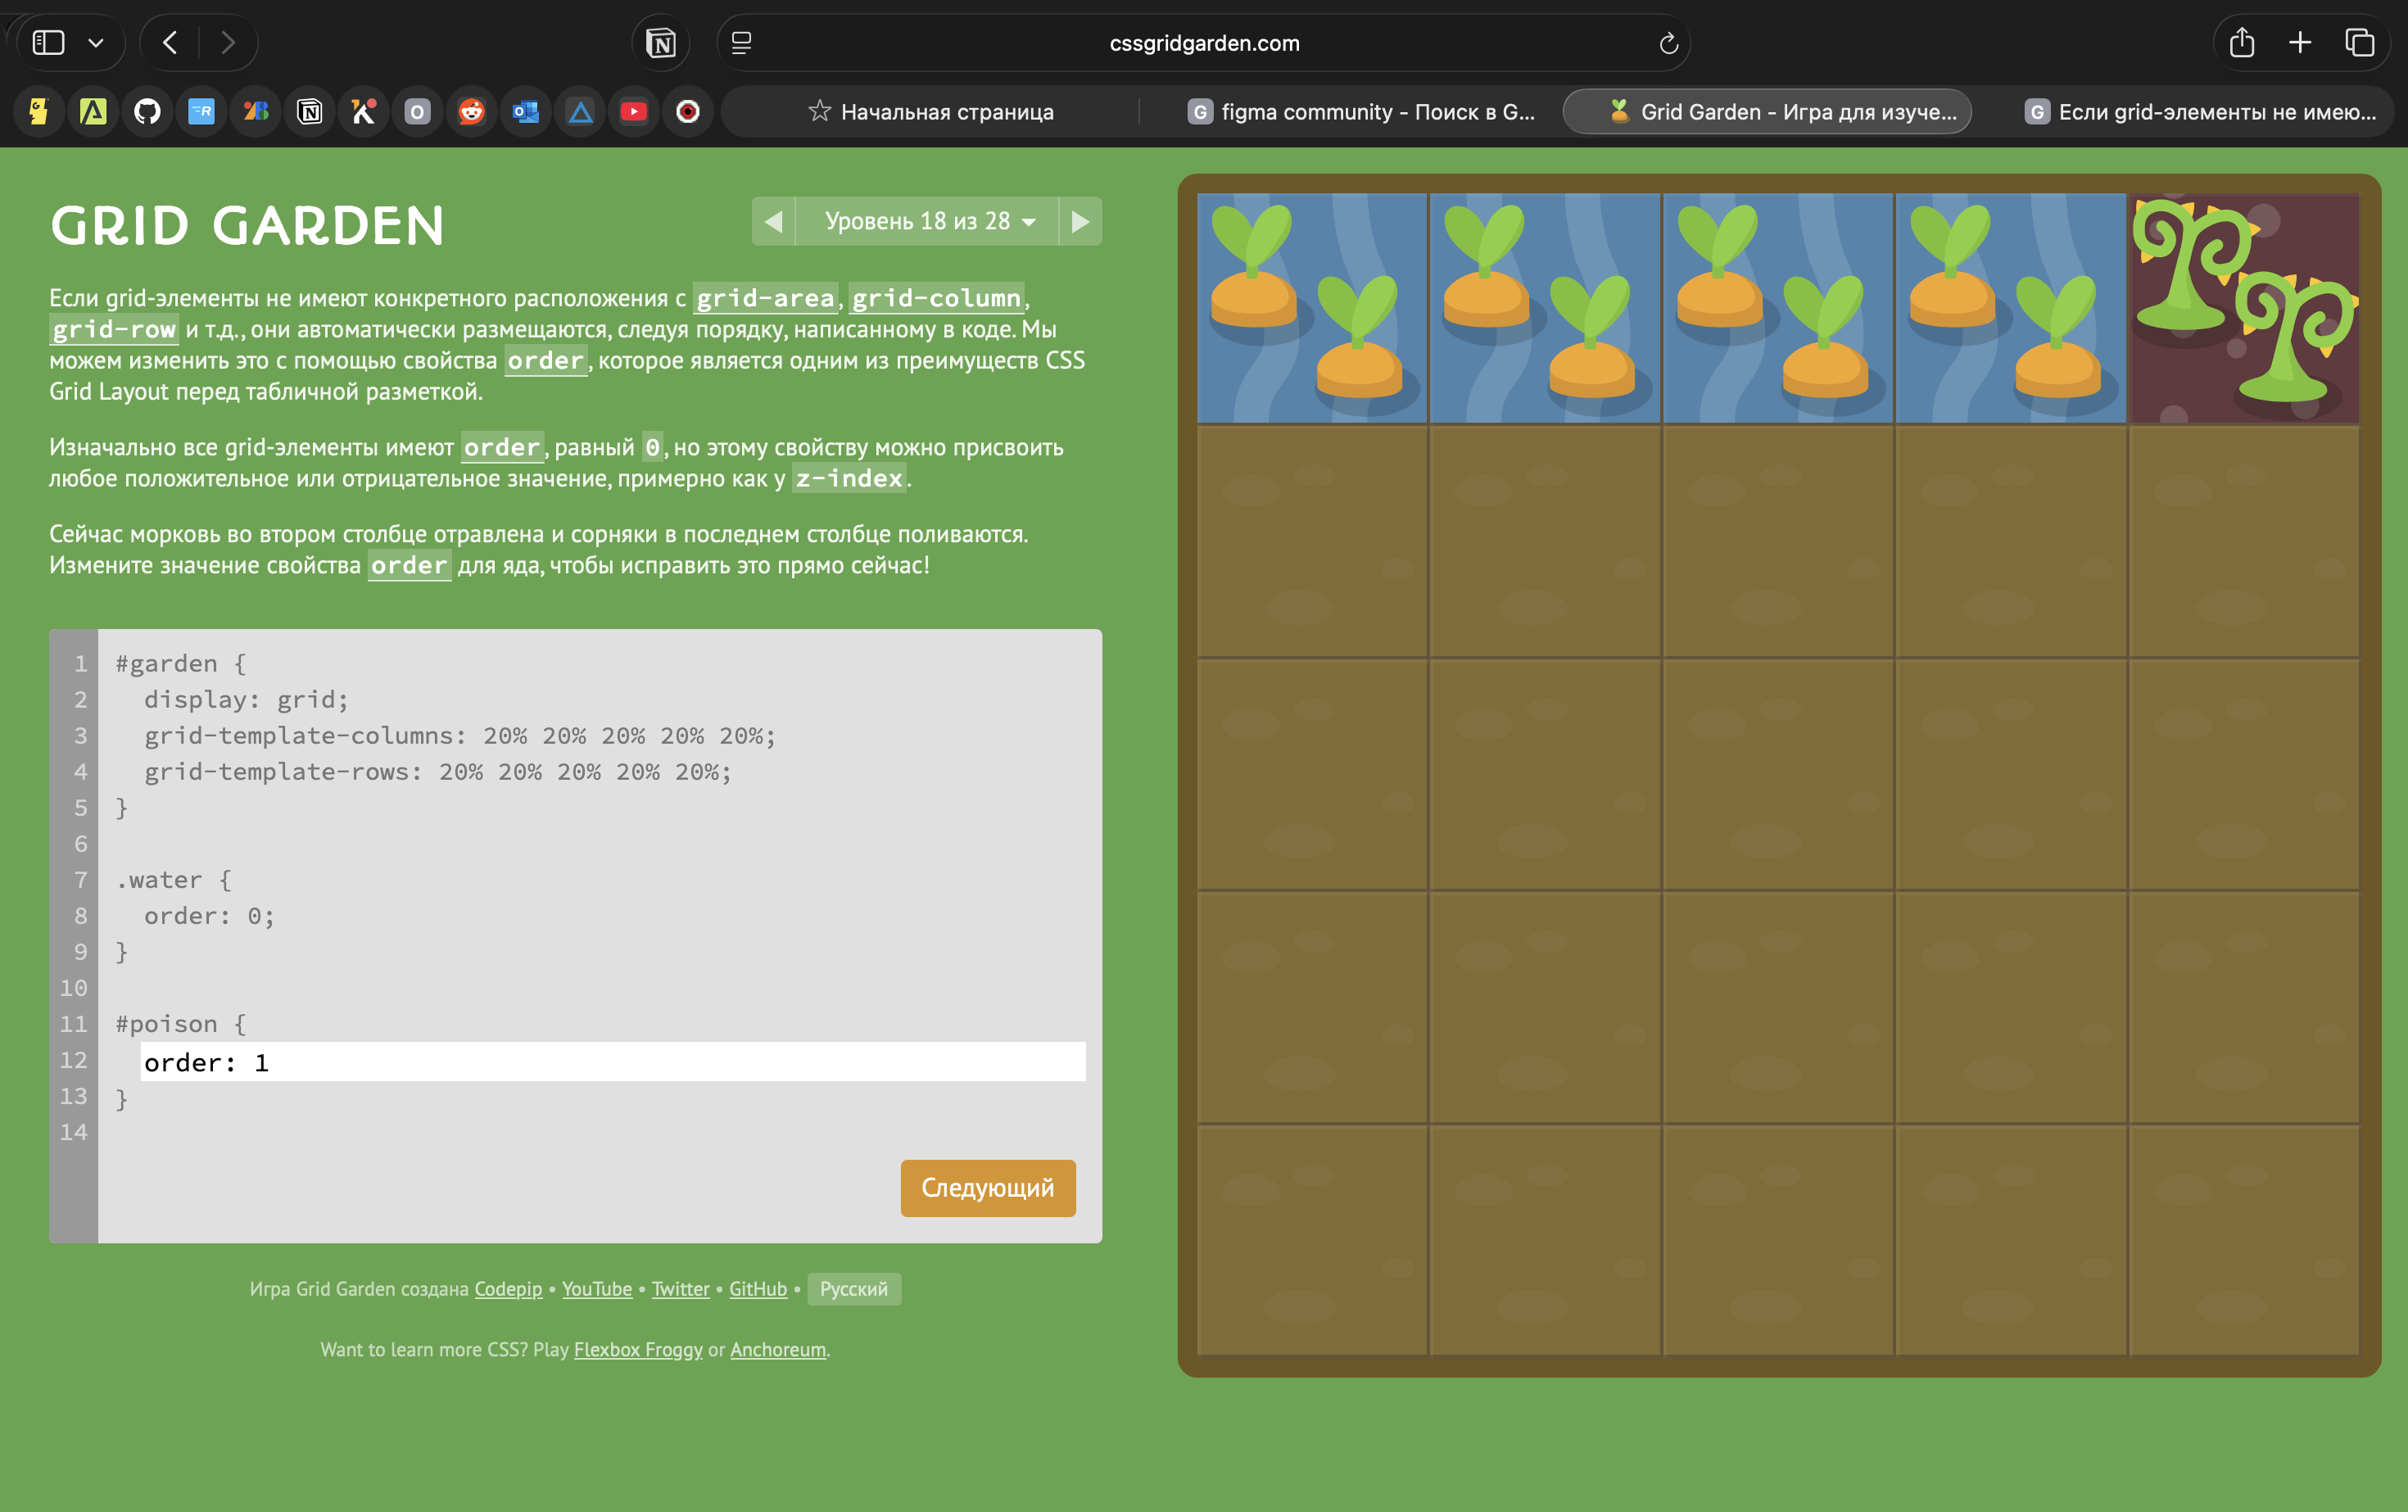 cssgridgarden.com
Начальная страница
figma community - Поиск в G...
Grid Garden - Игра для изуче...
Если grid-элементы не имею...
GRID GARDEN
Уровень 18 из 28
Если grid-элементы не имеют конкретного расположения с grid-area, grid-column,
grid-row и т.д., они автоматически размещаются, следуя порядку, написанному в коде. Мы
можем изменить это с помощью свойства order, которое является одним из преимуществ CSS
Grid Layout перед табличной разметкой.
Изначально все grid-элементы имеют order, равный 0, но этому свойству можно присвоить
любое положительное или отрицательное значение, примерно как у z-index.
Сейчас морковь во втором столбце отравлена и сорняки в последнем столбце поливаются.
Измените значение свойства order для яда, чтобы исправить это прямо сейчас!
1 #garden {
2 display: grid;
3 grid-template-columns: 20% 20% 20% 20% 20%;
4 grid-template-rows: 20% 20% 20% 20% 20%;
5 }
6
7 .water {
8 order: 0;
9 }
10
11 #poison {
12 order: 1
13 }
14
Следующий
Игра Grid Garden создана Codepip • YouTube • Twitter • GitHub • Русский
Want to learn more CSS? Play Flexbox Froggy or Anchoreum.